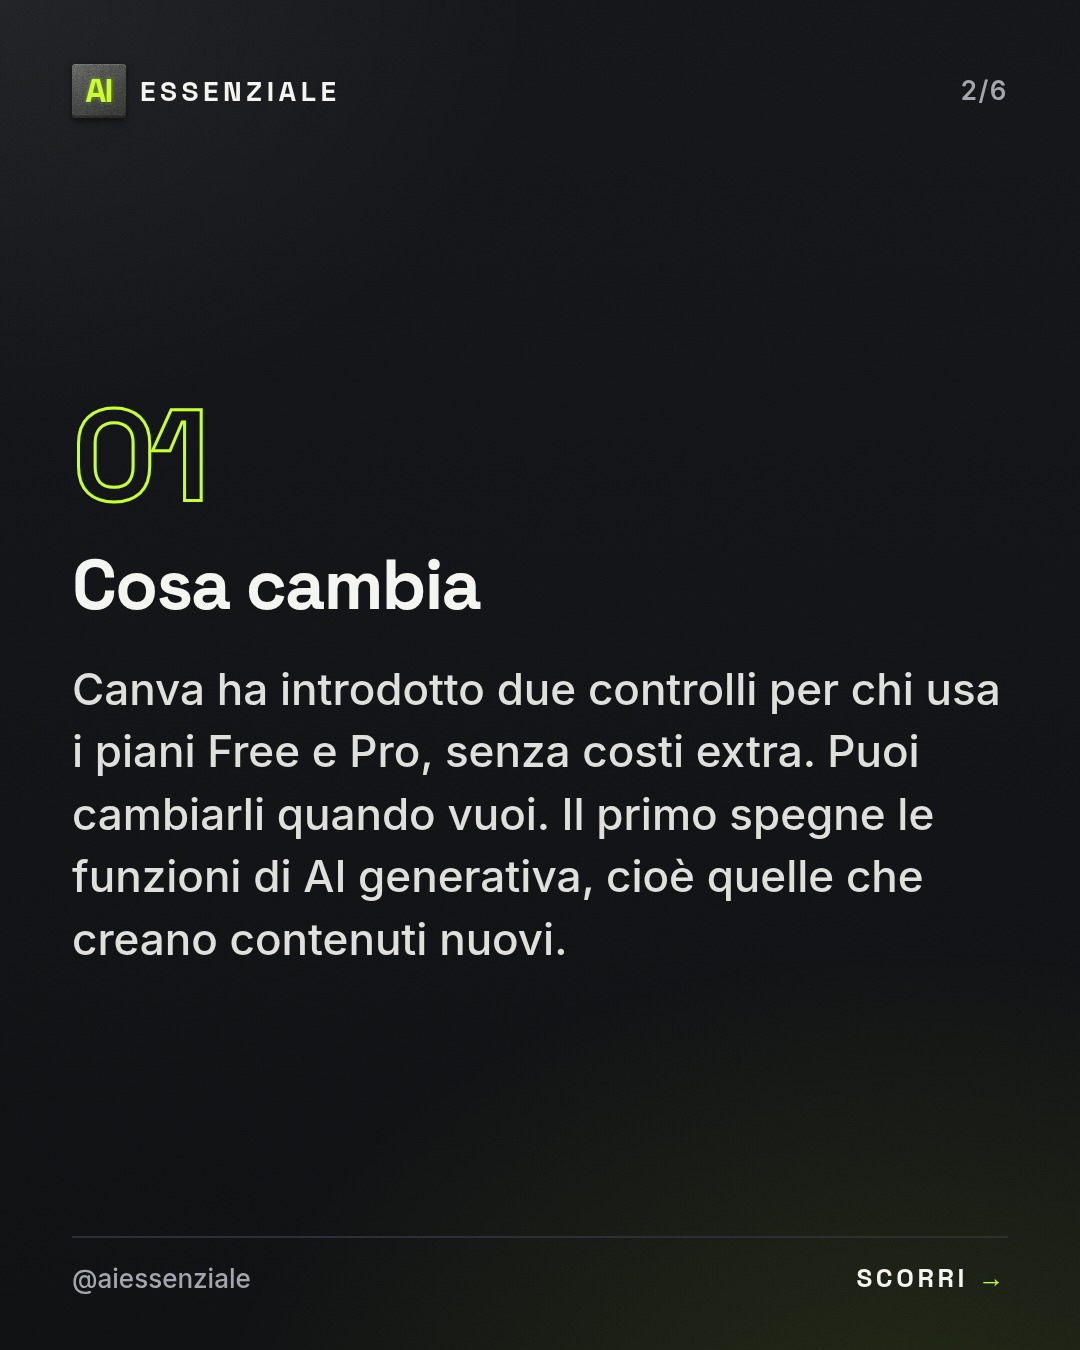 AI ESSENZIALE
2/6
01
Cosa cambia
Canva ha introdotto due controlli per chi usa
i piani Free e Pro, senza costi extra. Puoi
cambiarli quando vuoi. Il primo spegne le
funzioni di AI generativa, cioè quelle che
creano contenuti nuovi.
@aiessenziale
SCORRI →